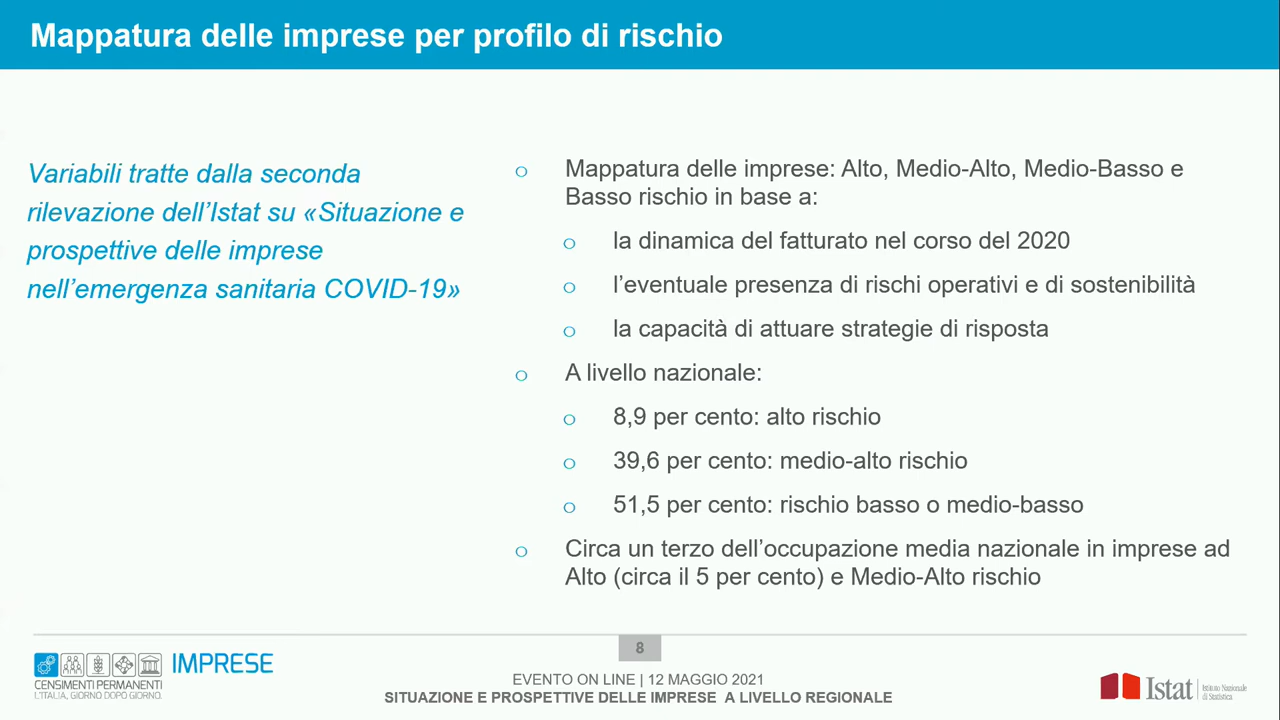 Mappatura delle imprese per profilo di rischio
Variabili tratte dalla seconda
rilevazione dell’Istat su «Situazione e
prospettive delle imprese
nell’emergenza sanitaria COVID-19»
Mappatura delle imprese: Alto, Medio-Alto, Medio-Basso e
Basso rischio in base a:
la dinamica del fatturato nel corso del 2020
l’eventuale presenza di rischi operativi e di sostenibilità
la capacità di attuare strategie di risposta
A livello nazionale:
8,9 per cento: alto rischio
39,6 per cento: medio-alto rischio
51,5 per cento: rischio basso o medio-basso
Circa un terzo dell’occupazione media nazionale in imprese ad
Alto (circa il 5 per cento) e Medio-Alto rischio
8
IMPRESE
CENSIMENTI PERMANENTI
L’ITALIA, GIORNO DOPO GIORNO.
EVENTO ON LINE | 12 MAGGIO 2021
SITUAZIONE E PROSPETTIVE DELLE IMPRESE A LIVELLO REGIONALE
Istat
Istituto Nazionale
di Statistica